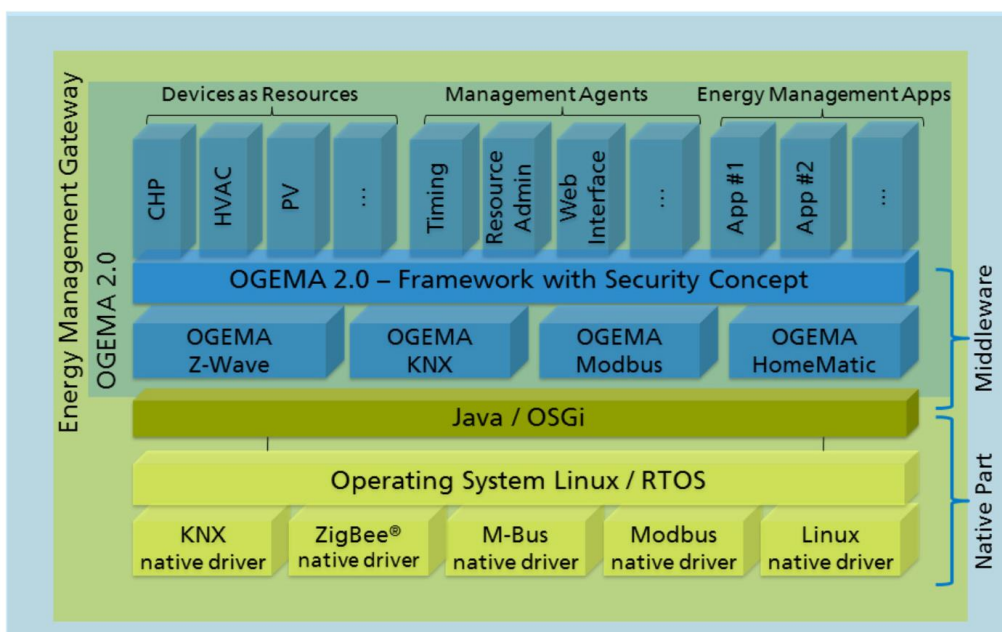 Energy Management Gateway
OGEMA 2.0
Devices as Resources
Management Agents
Energy Management Apps
CHP
HVAC
PV
...
Timing
Resource
Admin
Web
Interface
...
App #1
App #2
...
OGEMA 2.0 – Framework with Security Concept
OGEMA
Z-Wave
OGEMA
KNX
OGEMA
Modbus
OGEMA
HomeMatic
Java / OSGi
Operating System Linux / RTOS
KNX
native driver
ZigBee®
native driver
M-Bus
native driver
Modbus
native driver
Linux
native driver
Middleware
Native Part